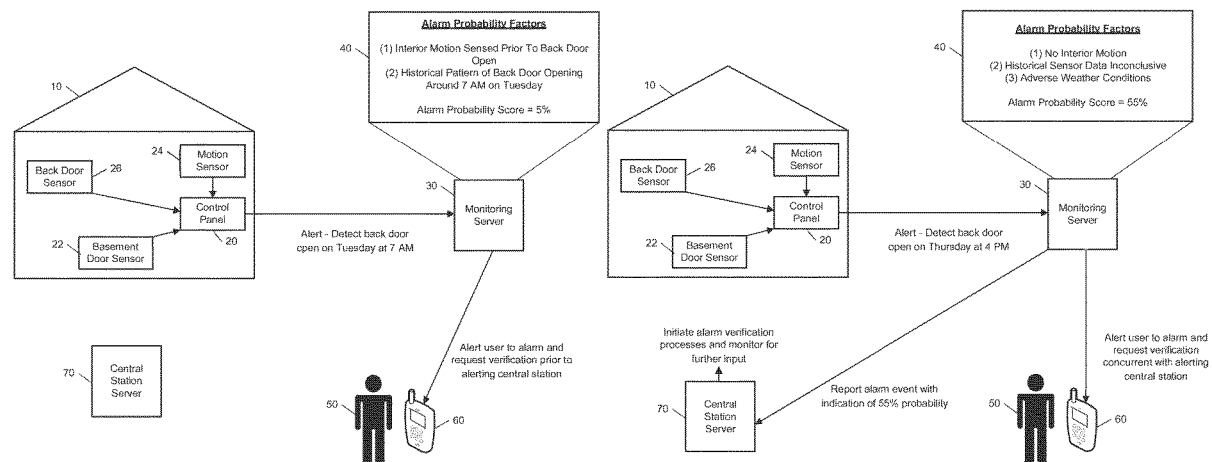 Alarm Probability Factors
40
(1) Interior Motion Sensed Prior To Back Door
Open
(2) Historical Pattern of Back Door Opening
Around 7 AM on Tuesday
Alarm Probability Score = 5%
10
24
Motion
Sensor
Back Door
Sensor
26
Control
Panel
20
22
Basement
Door Sensor
30
Monitoring
Server
Alert - Detect back door
open on Tuesday at 7 AM
Alert user to alarm and
request verification prior to
alerting central station
70
Central
Station
Server
50
60
Alarm Probability Factors
40
(1) No Interior Motion
(2) Historical Sensor Data Inconclusive
(3) Adverse Weather Conditions
Alarm Probability Score = 55%
10
24
Motion
Sensor
Back Door
Sensor
26
Control
Panel
20
22
Basement
Door Sensor
30
Monitoring
Server
Alert - Detect back door
open on Thursday at 4 PM
Initiate alarm verification
processes and monitor for
further input
Alert user to alarm and
request verification
concurrent with alerting
central station
Report alarm event with
indication of 55% probability
70
Central
Station
Server
50
60